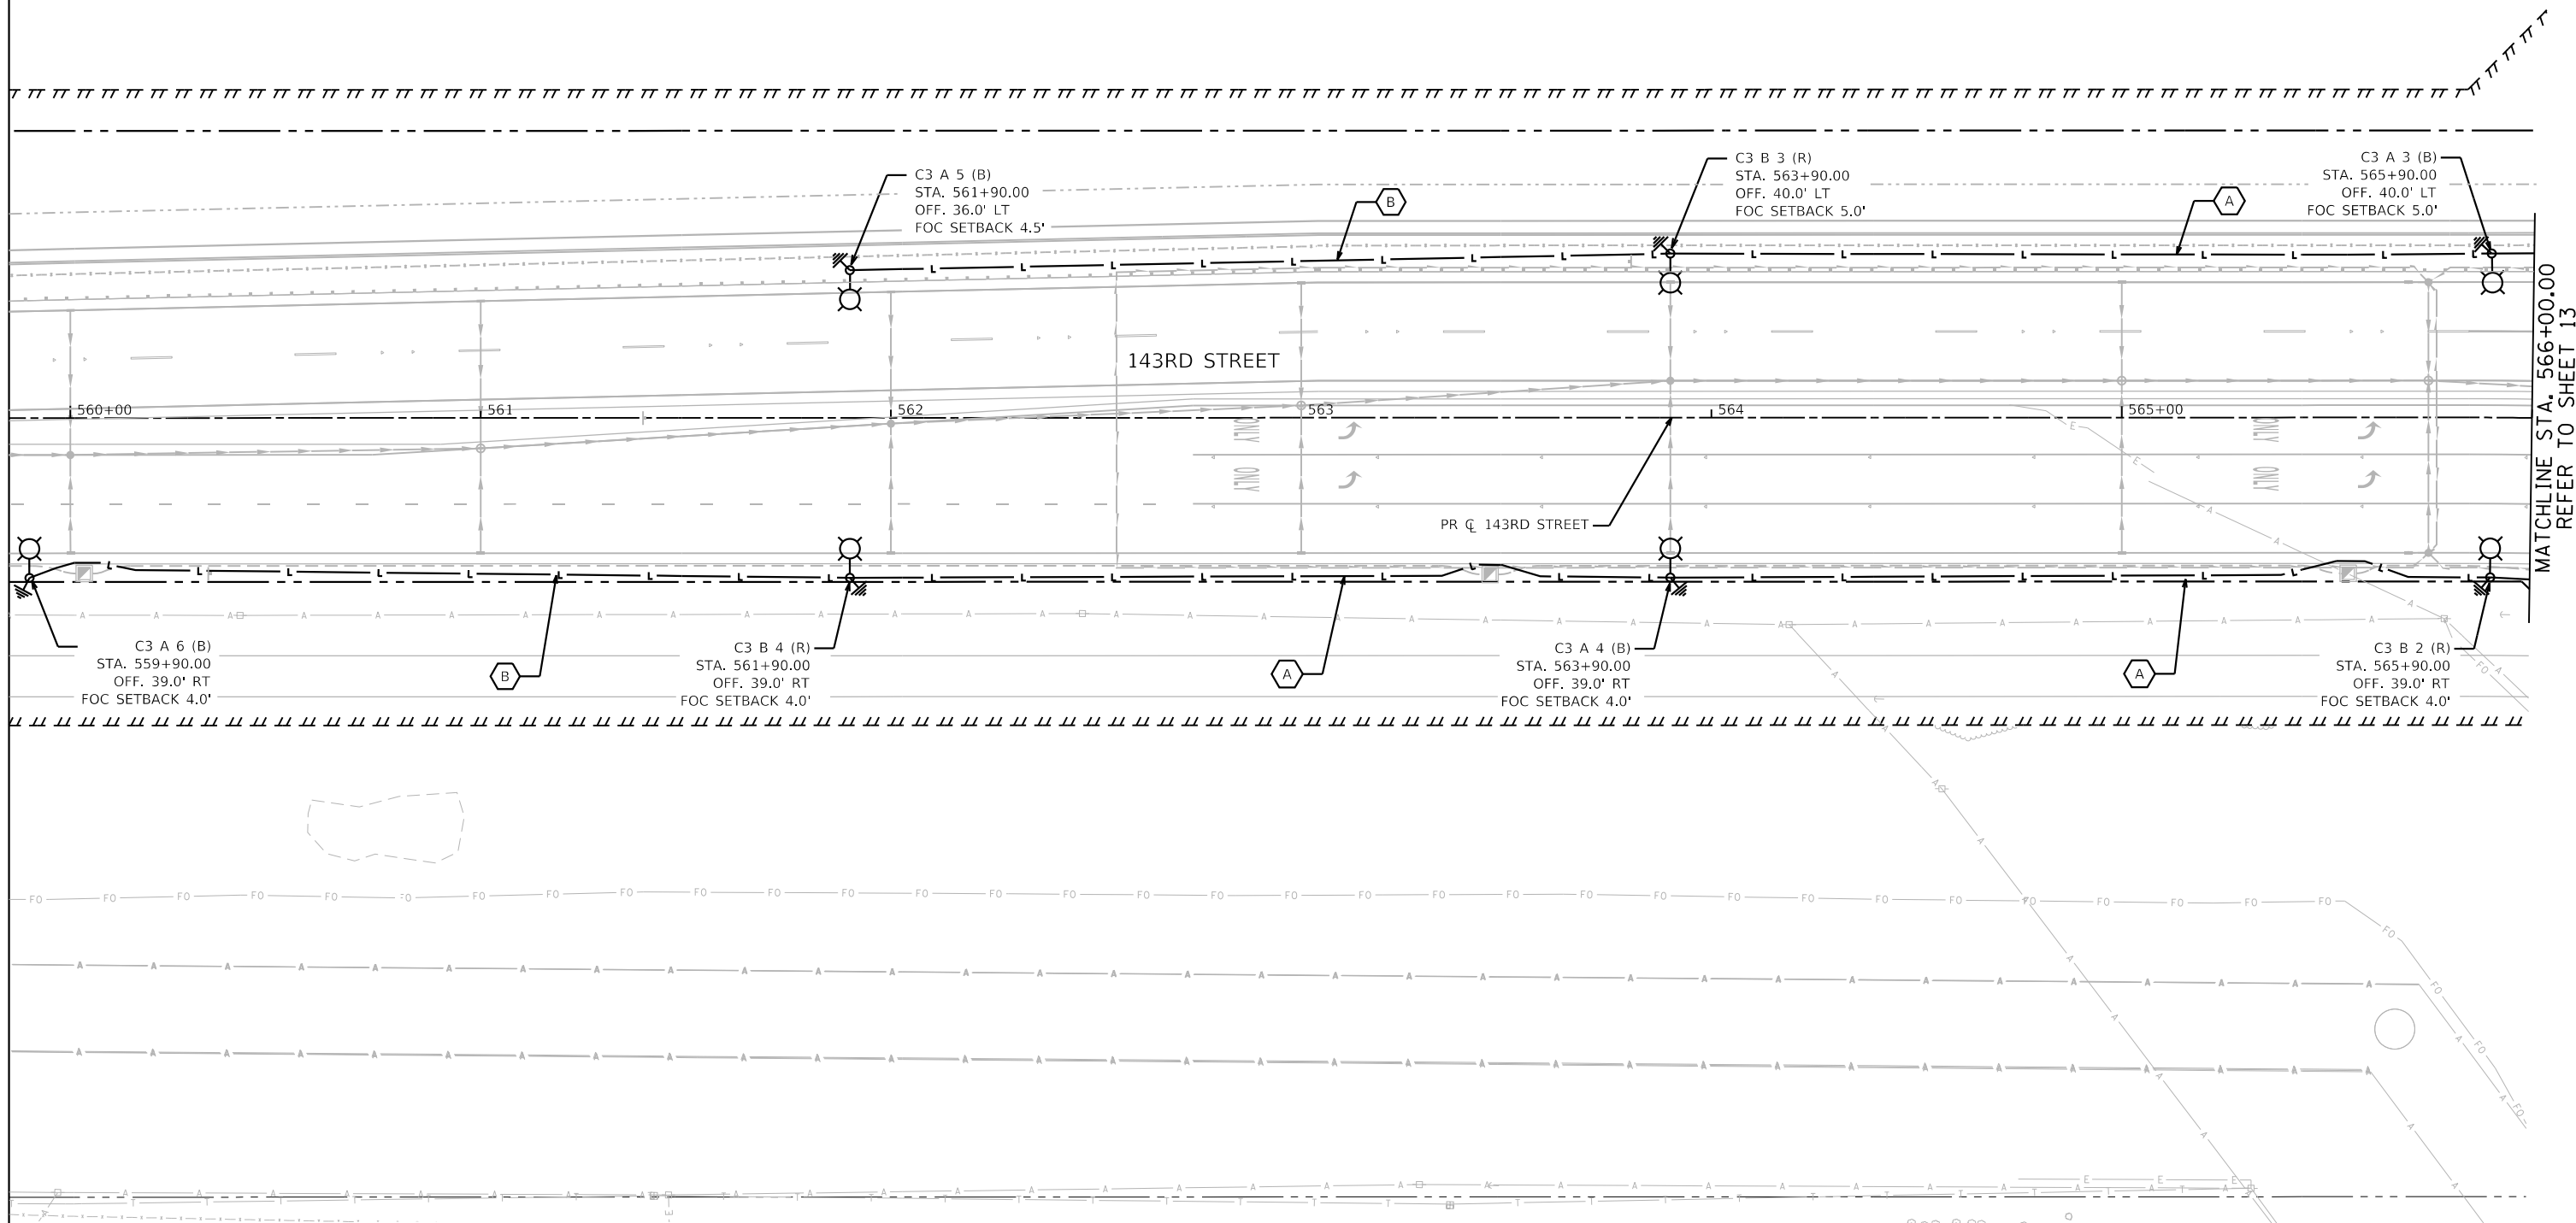 C3 A 5 (B)
STA. 561+90.00
OFF. 36.0' LT
FOC SETBACK 4.5'
B
C3 B 3 (R)
STA. 563+90.00
OFF. 40.0' LT
FOC SETBACK 5.0'
A
C3 A 3 (B)
STA. 565+90.00
OFF. 40.0' LT
FOC SETBACK 5.0'
MATCHLINE STA. 566+00.00
REFER TO SHEET 13
143RD STREET
560+00
561
562
563
564
565+00
ONLY
ONLY
ONLY
ONLY
PR ℄ 143RD STREET
C3 A 6 (B)
STA. 559+90.00
OFF. 39.0' RT
FOC SETBACK 4.0'
B
C3 B 4 (R)
STA. 561+90.00
OFF. 39.0' RT
FOC SETBACK 4.0'
A
C3 A 4 (B)
STA. 563+90.00
OFF. 39.0' RT
FOC SETBACK 4.0'
A
C3 B 2 (R)
STA. 565+90.00
OFF. 39.0' RT
FOC SETBACK 4.0'